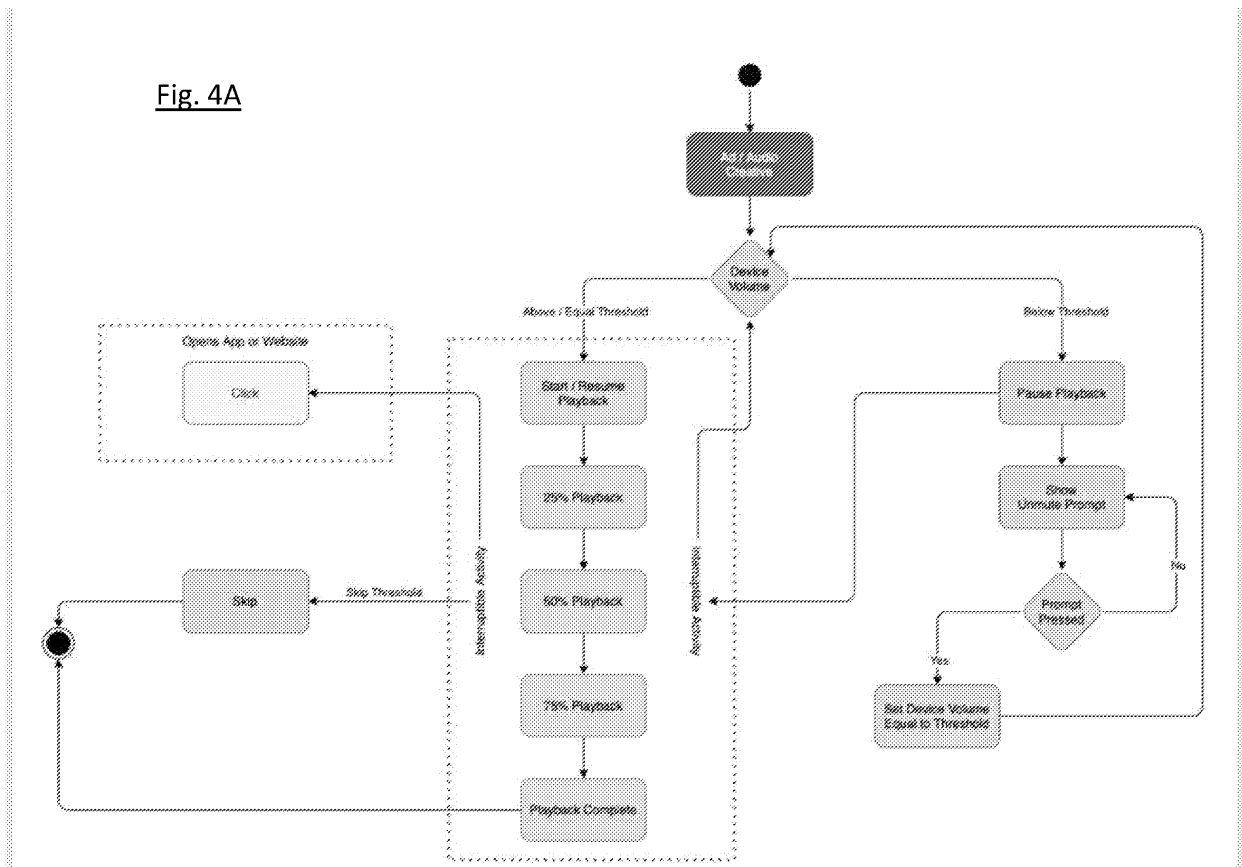 Fig. 4A
Ad / Audio
Creative
Device
Volume
Above / Equal Threshold
Below Threshold
Opens App or Website
Click
Start / Resume
Playback
Pause Playback
25% Playback
Show
Unmute Prompt
Interruptible Activity
Interruptible Activity
No
Skip
Skip Threshold
50% Playback
Prompt
Pressed
Yes
75% Playback
Set Device Volume
Equal to Threshold
Playback Complete